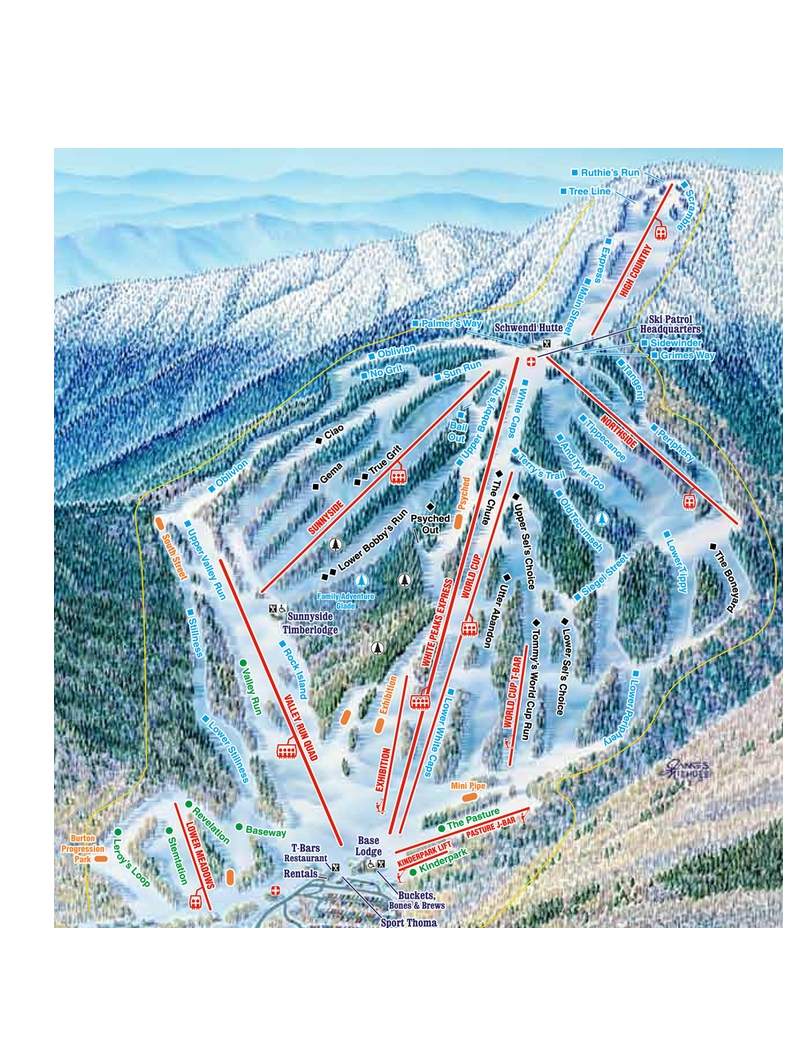 Ruthie's Run
Tree Line
Scramble
Express
HIGH COUNTRY
Main Street
Palmer's Way
Schwendi Hutte
Ski Patrol
Headquarters
Sidewinder
Grimes Way
Oblivion
No Grit
Sun Run
Tangent
Upper Bobby's Run
White Caps
Bail
Out
NORTHSIDE
Tippecanoe
Periphery
Ciao
True Grit
Gema
Oblivion
Terry's Trail
And Tyler Too
The Chute
Psyched
SUNNYSIDE
Psyched
Out
Lower Bobby's Run
Upper Sel's Choice
Old Tecumseh
South Street
Upper Valley Run
Lower Tippy
The Boneyard
WORLD CUP
Siegel Street
Family Adventure
Glade
Utter Abandon
WHITE PEAKS EXPRESS
Sunnyside
Timberlodge
Stillness
Rock Island
Valley Run
Tommy's World Cup Run
Lower Sel's Choice
WORLD CUP T-BAR
Lower Periphery
Exhibition
VALLEY RUN QUAD
Lower White Caps
Lower Stillness
EXHIBITION
Mini Pipe
Revelation
Baseway
The Pasture
PASTURE J-BAR
LOWER MEADOWS
Stemtation
Leroy's Loop
Burton
Progression
Park
T-Bars
Restaurant
Rentals
Base
Lodge
KINDERPARK LIFT
Kinderpark
Buckets,
Bones & Brews
Sport Thoma